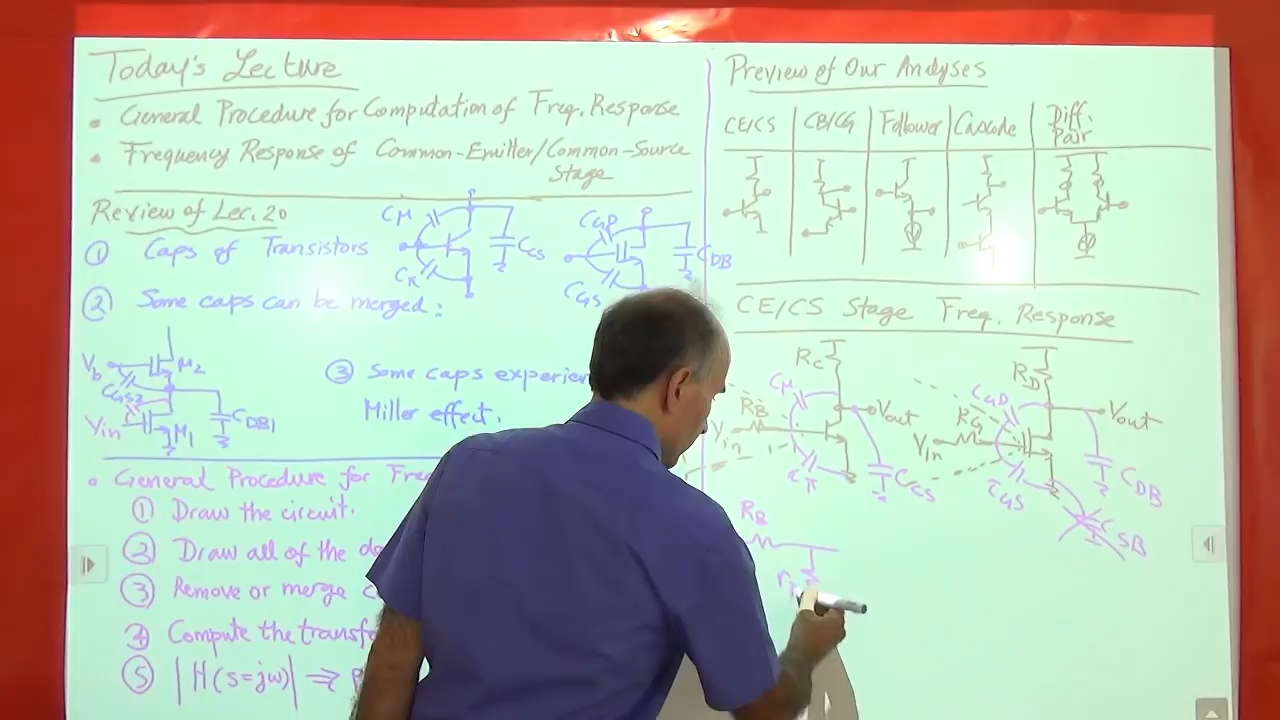 Today's Lecture
• General Procedure for Computation of Freq. Response
• Frequency Response of Common-Emitter/Common-Source
Stage
Review of Lec. 20
① Caps of Transistors
Cμ
Cπ
CCS
CGD
CGS
CDB
② Some caps can be merged:
Vb
M2
CGS2
Vin
M1
CDB1
③ Some caps
Miller effect.
• General Procedure for
① Draw the circuit.
② Draw all of the
③ Remove or merge
④ Compute the
⑤ |H(s=jω)| ⇒
Preview of Our Analyses
CE/CS CB/CG Follower Cascode Diff. Pair
CE/CS Stage Freq. Response
RC
Cμ
RB
Vin
Vout
Cπ
CCS
RD
CGD
RG
Vin
Vout
CGS
CDB
CSB
RB